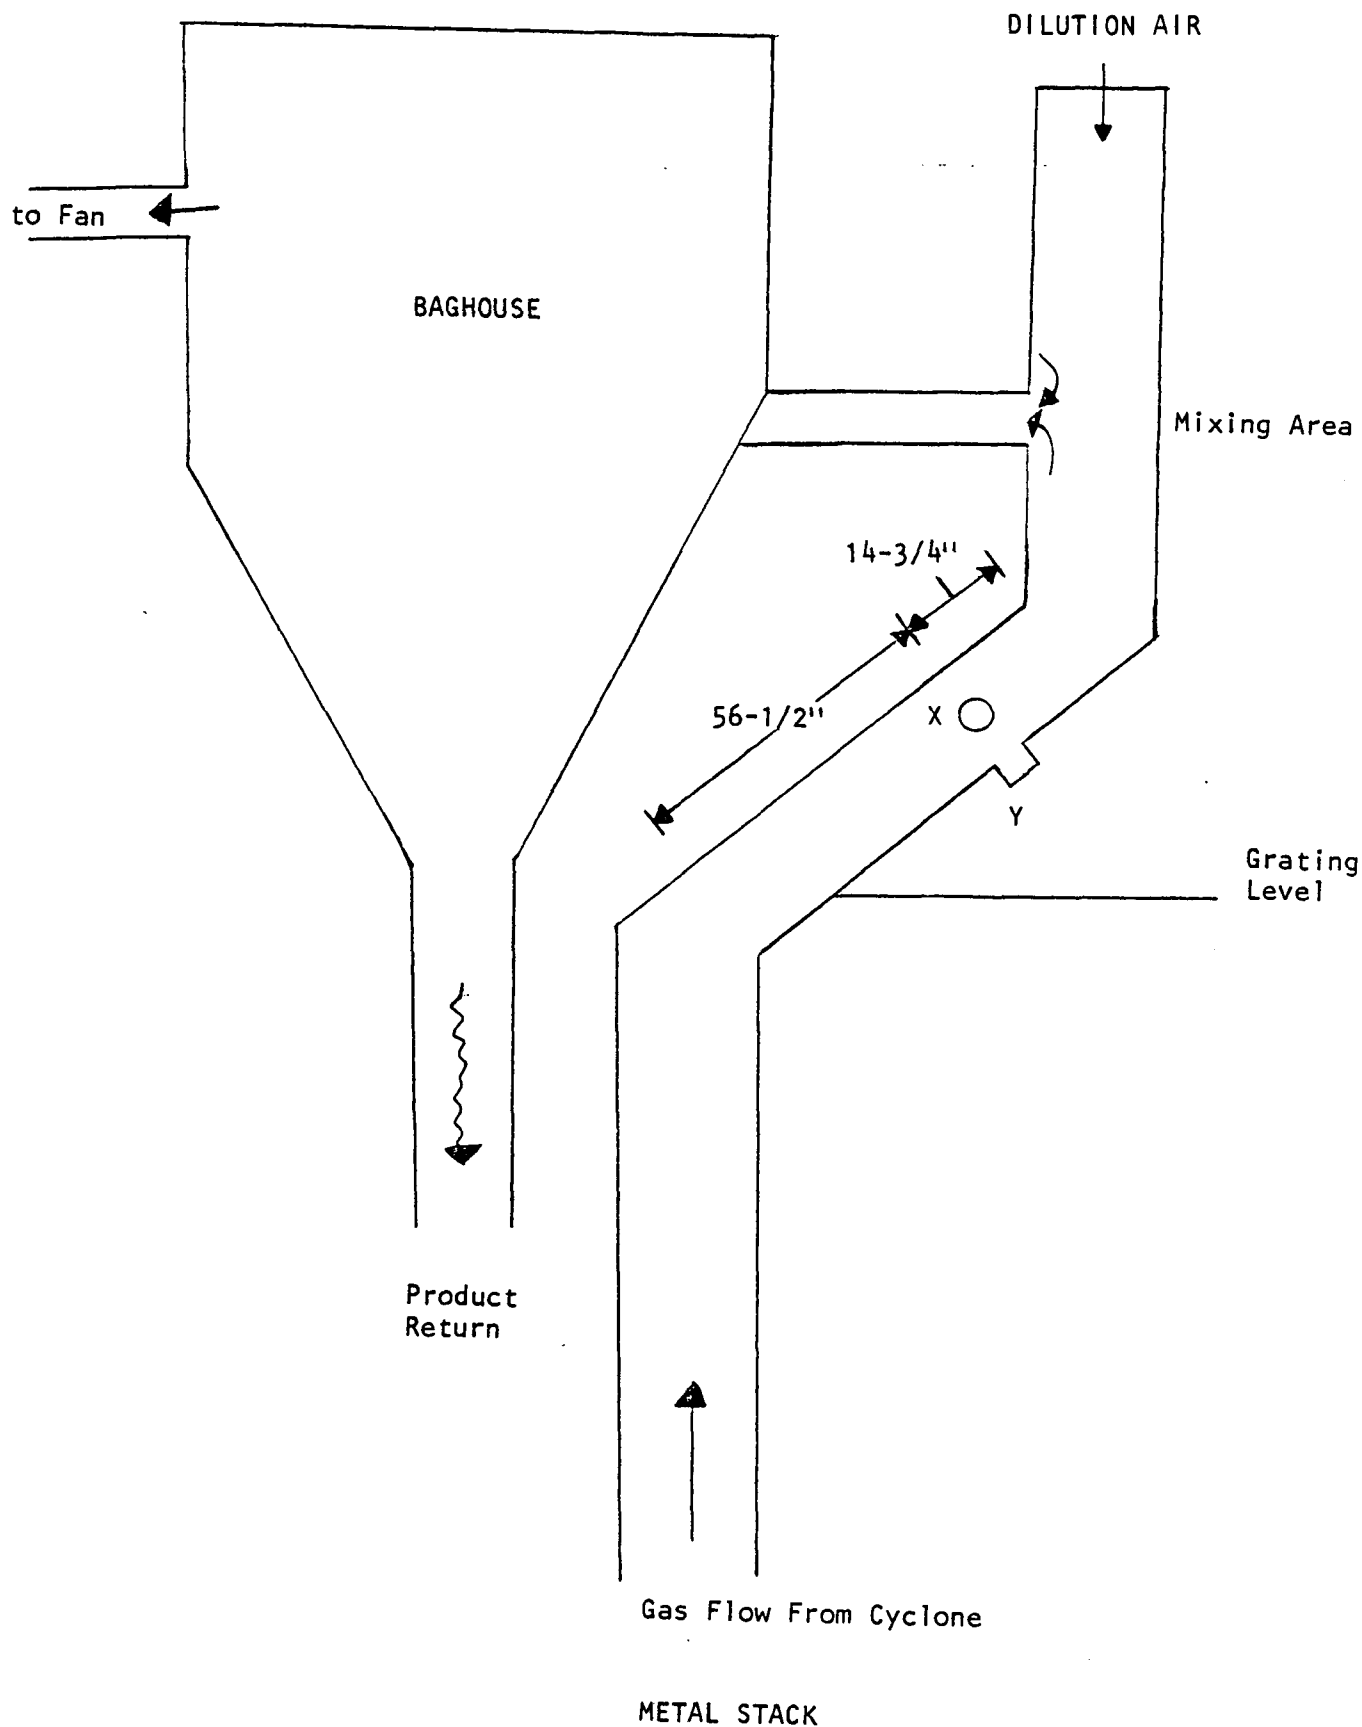 DILUTION AIR
to Fan
BAGHOUSE
Mixing Area
14-3/4"
56-1/2"
X
Y
Grating
Level
Product
Return
Gas Flow From Cyclone
METAL STACK